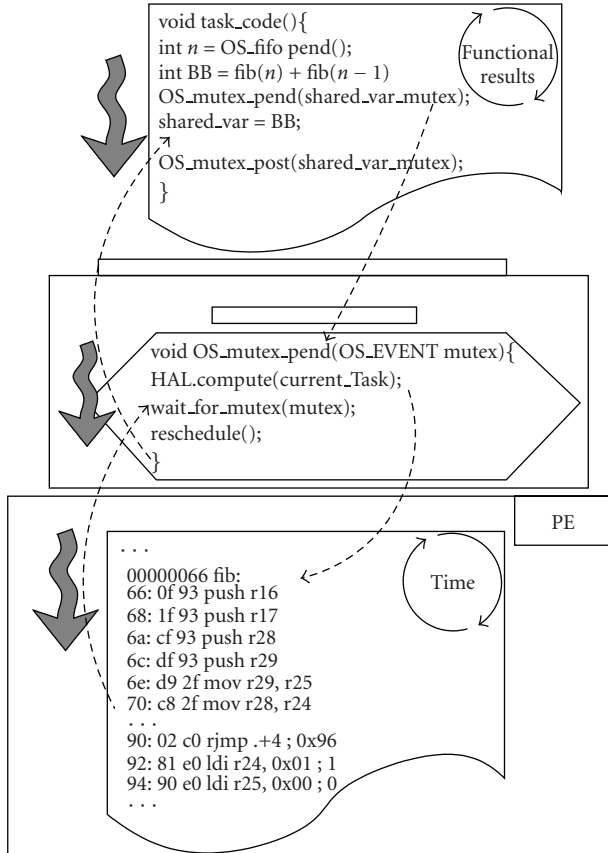 void task_code(){
int n = OS_fifo pend();
int BB = fib(n) + fib(n − 1)
OS_mutex_pend(shared_var_mutex);
shared_var = BB;
OS_mutex_post(shared_var_mutex);
}
Functional
results
void OS_mutex_pend(OS_EVENT mutex){
HAL.compute(current_Task);
wait_for_mutex(mutex);
reschedule();
}
PE
. . .
00000066 fib:
66: 0f 93 push r16
68: 1f 93 push r17
6a: cf 93 push r28
6c: df 93 push r29
6e: d9 2f mov r29, r25
70: c8 2f mov r28, r24
. . .
90: 02 c0 rjmp .+4 ; 0x96
92: 81 e0 ldi r24, 0x01 ; 1
94: 90 e0 ldi r25, 0x00 ; 0
. . .
Time